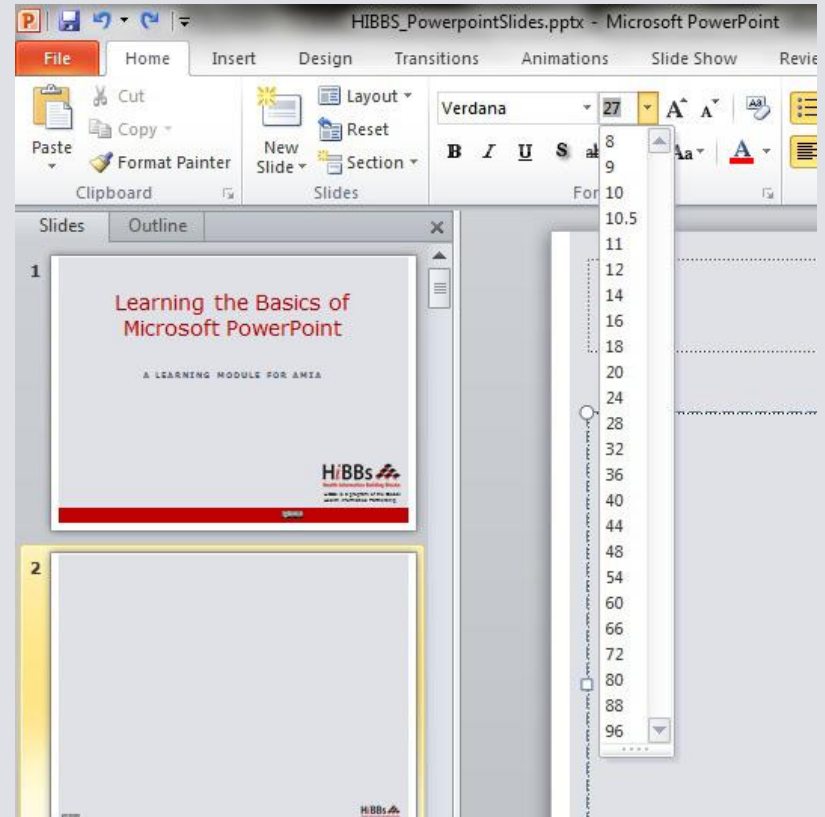 HIBBS_PowerpointSlides.pptx - Microsoft PowerPoint
File Home Insert Design Transitions Animations Slide Show Revie
Cut
Copy
Format Painter
Paste
Clipboard
New Slide
Layout
Reset
Section
Slides
Verdana 27
B I U S ab Aa A
For
8
9
10
10.5
11
12
14
16
18
20
24
28
32
36
40
44
48
54
60
66
72
80
88
96
Slides Outline
1
Learning the Basics of
Microsoft PowerPoint
A LEARNING MODULE FOR AMIA
HiBBs
Health Information Building Blocks
2
HiBBs